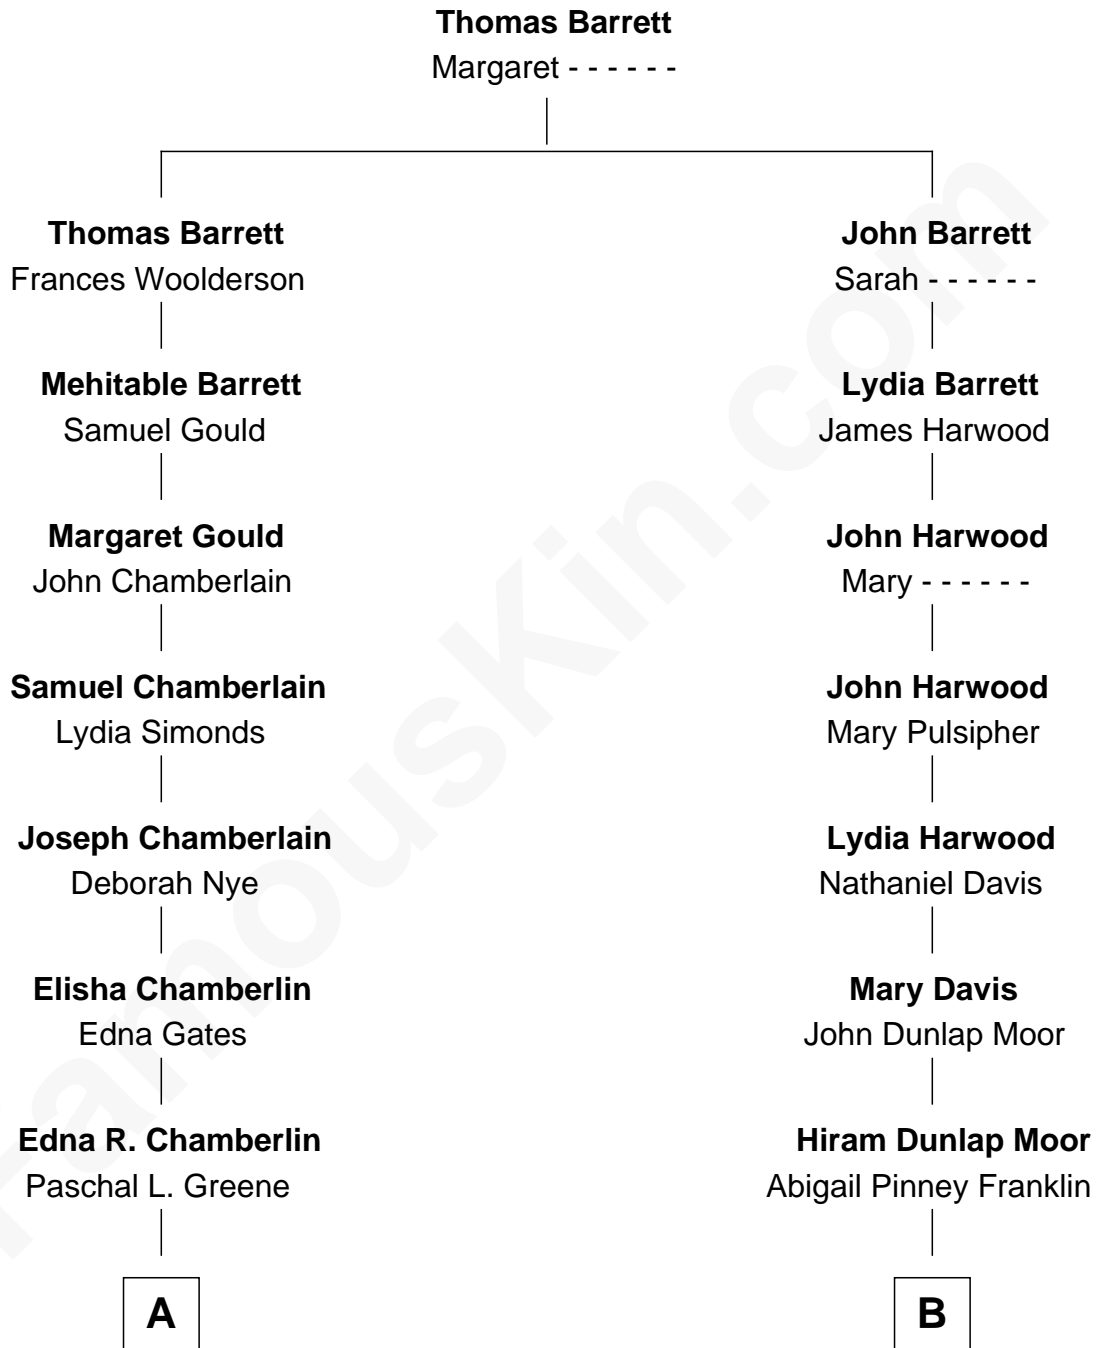 Thomas Barrett
Margaret - - - - - -
Thomas Barrett
Frances Woolderson
John Barrett
Sarah - - - - - -
Mehitable Barrett
Samuel Gould
Lydia Barrett
James Harwood
Margaret Gould
John Chamberlain
John Harwood
Mary - - - - - -
Samuel Chamberlain
Lydia Simonds
John Harwood
Mary Pulsipher
Joseph Chamberlain
Deborah Nye
Lydia Harwood
Nathaniel Davis
Elisha Chamberlin
Edna Gates
Mary Davis
John Dunlap Moor
Edna R. Chamberlin
Paschal L. Greene
Hiram Dunlap Moor
Abigail Pinney Franklin
A
B
FamousKin.com